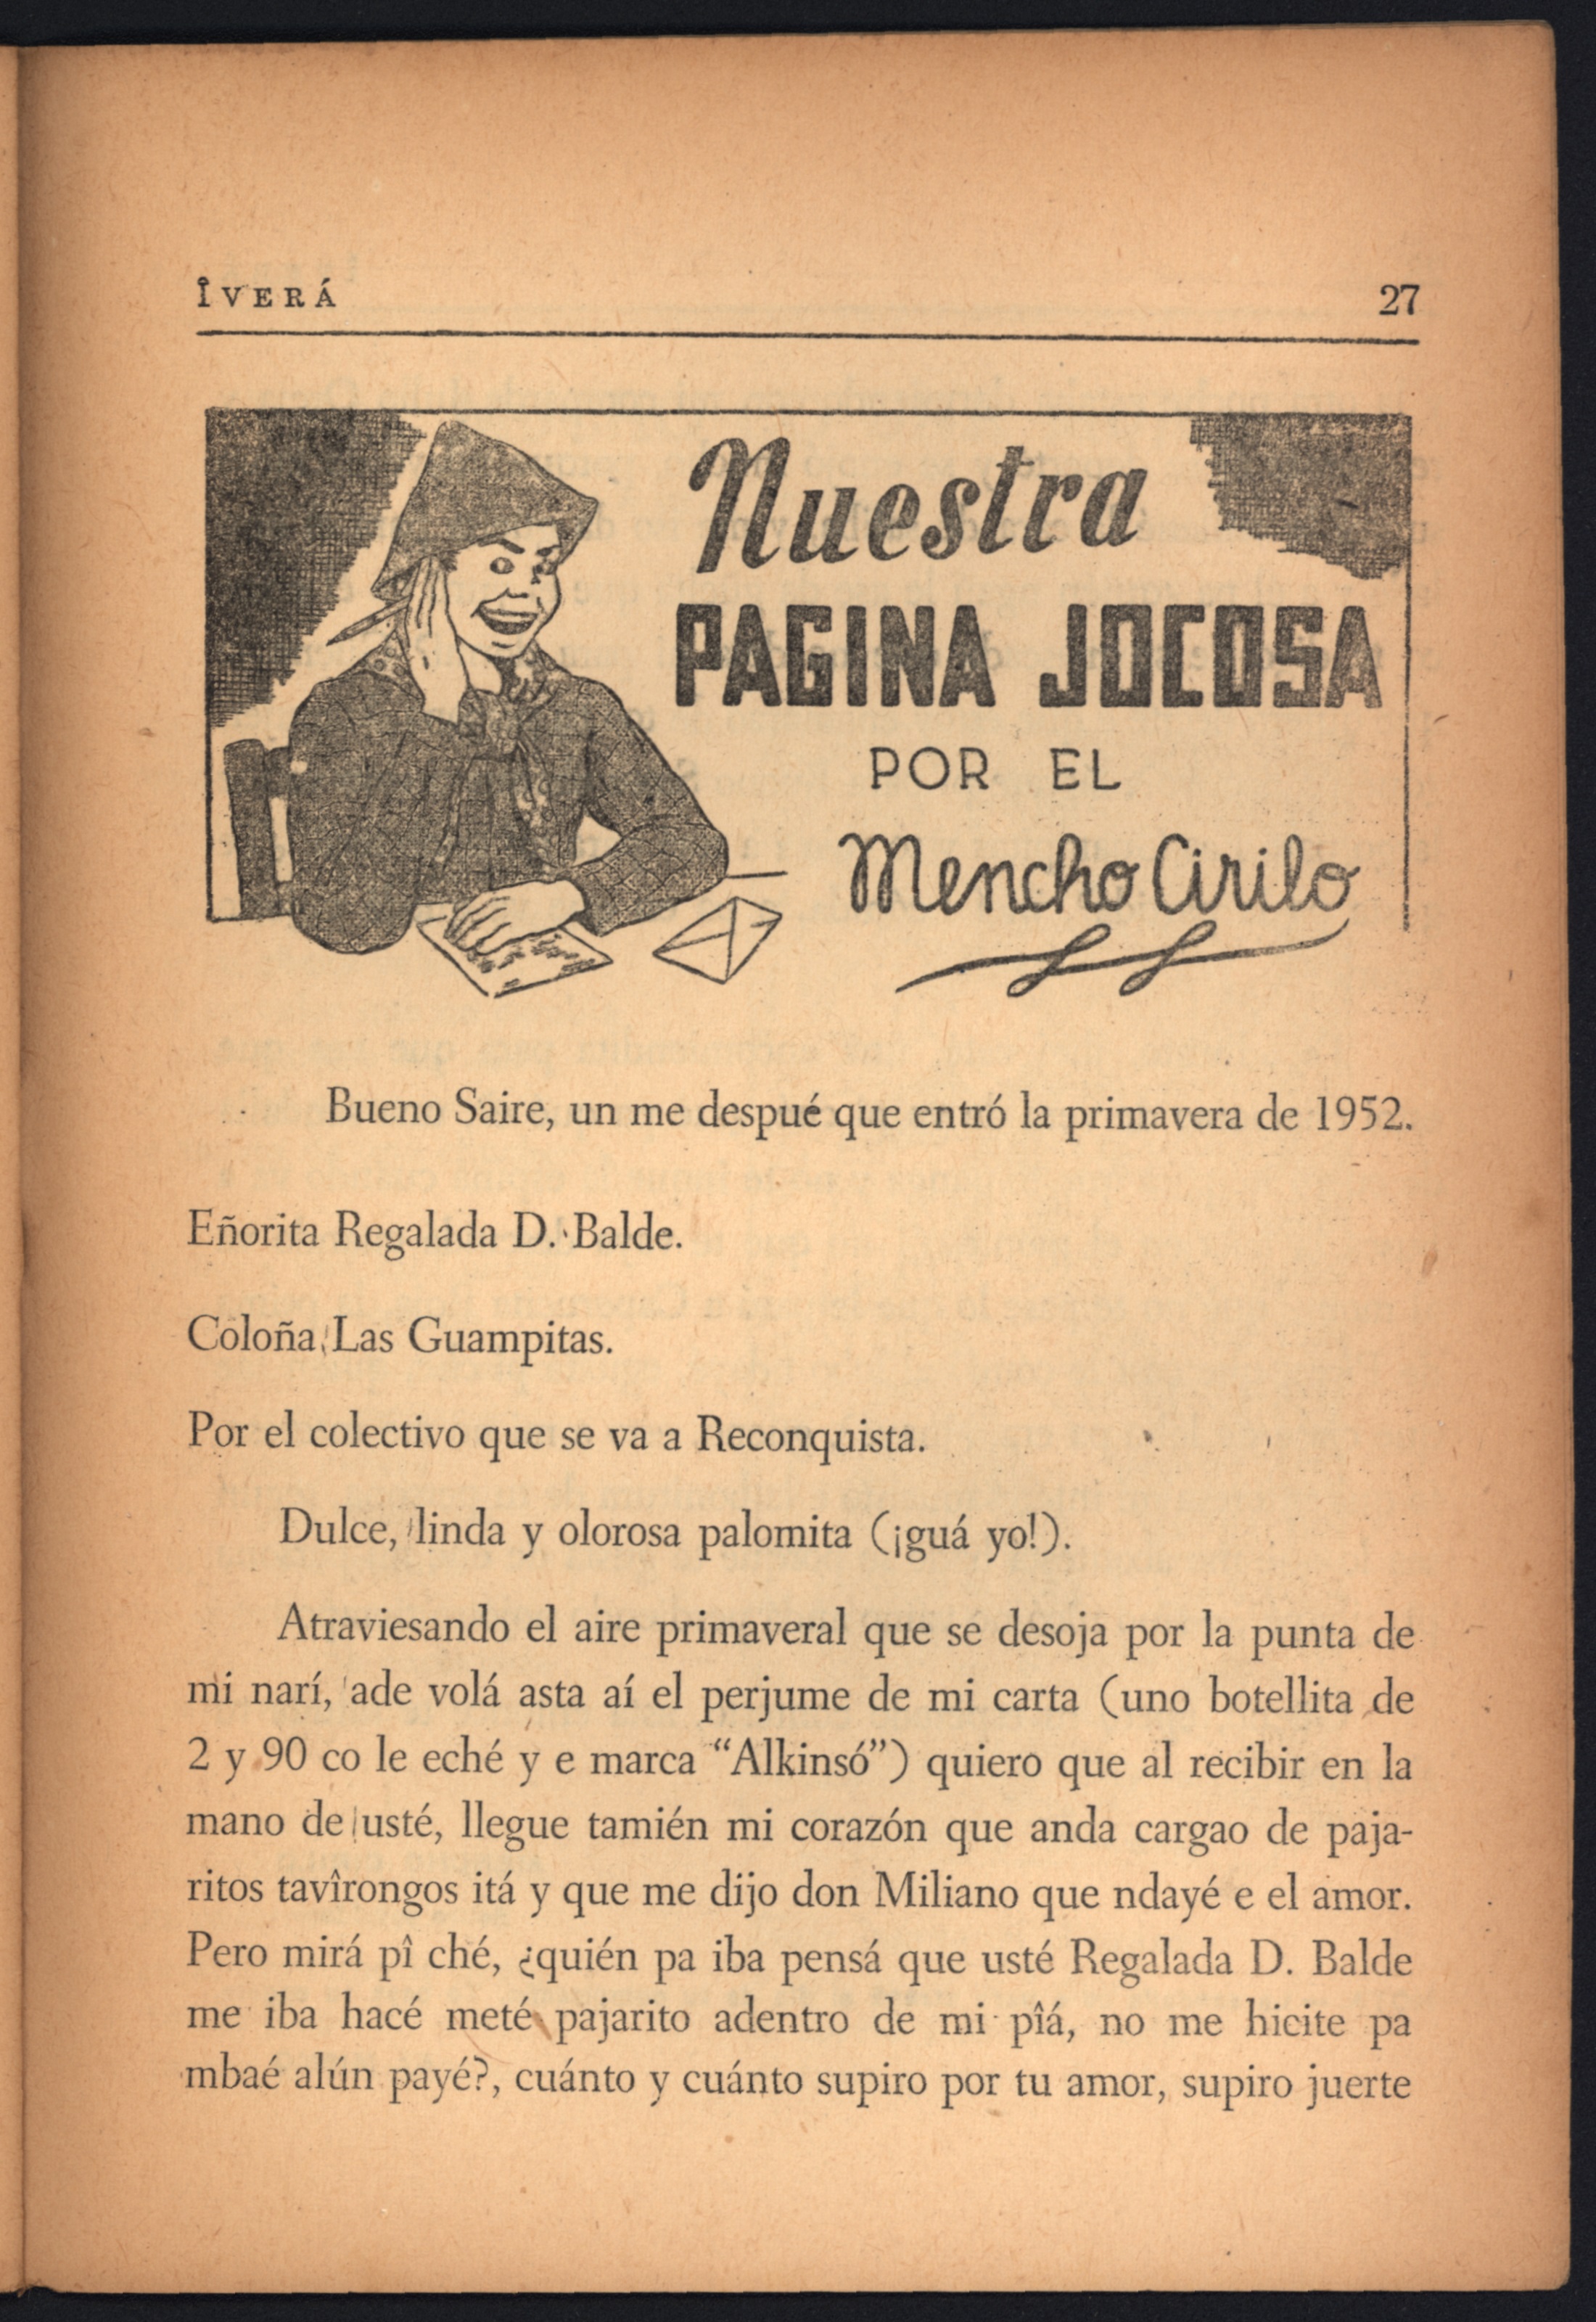 ÎVERÁ
27
Nuestra
PAGINA JOCOSA
POR EL
Mencho Cirilo
Bueno Saire, un me despué que entró la primavera de 1952.
Eñorita Regalada D. Balde.
Coloña Las Guampitas.
Por el colectivo que se va a Reconquista.
Dulce, linda y olorosa palomita (¡guá yo!).
Atraviesando el aire primaveral que se desoja por la punta de
mi narí, ade volá asta aí el perjume de mi carta (uno botellita de
2 y 90 co le eché y e marca “Alkinsó”) quiero que al recibir en la
mano de usté, llegue tamién mi corazón que anda cargao de paja-
ritos tavîrongos itá y que me dijo don Miliano que ndayé e el amor.
Pero mirá pî ché, ¿quién pa iba pensá que usté Regalada D. Balde
me iba hacé meté pajarito adentro de mi pîá, no me hicite pa
mbaé alún payé?, cuánto y cuánto supiro por tu amor, supiro juerte